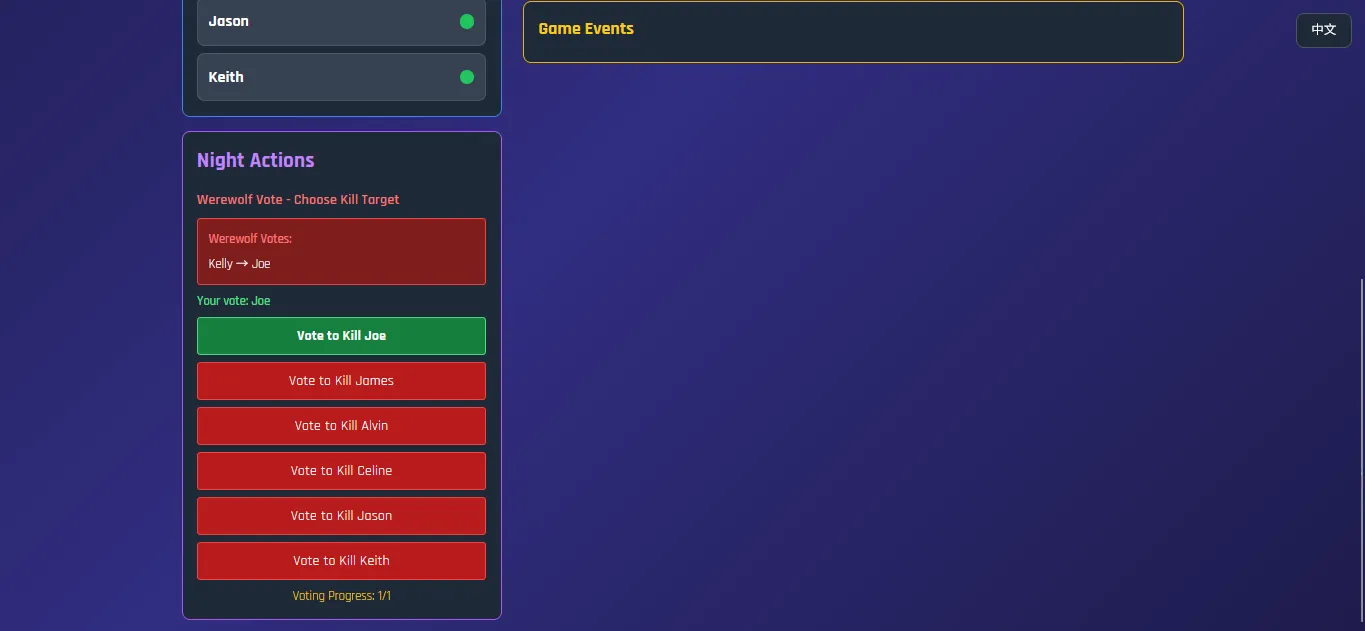 Jason
Keith
Night Actions
Werewolf Vote - Choose Kill Target
Werewolf Votes:
Kelly → Joe
Your vote: Joe
Vote to Kill Joe
Vote to Kill James
Vote to Kill Alvin
Vote to Kill Celine
Vote to Kill Jason
Vote to Kill Keith
Voting Progress: 1/1
Game Events
中文